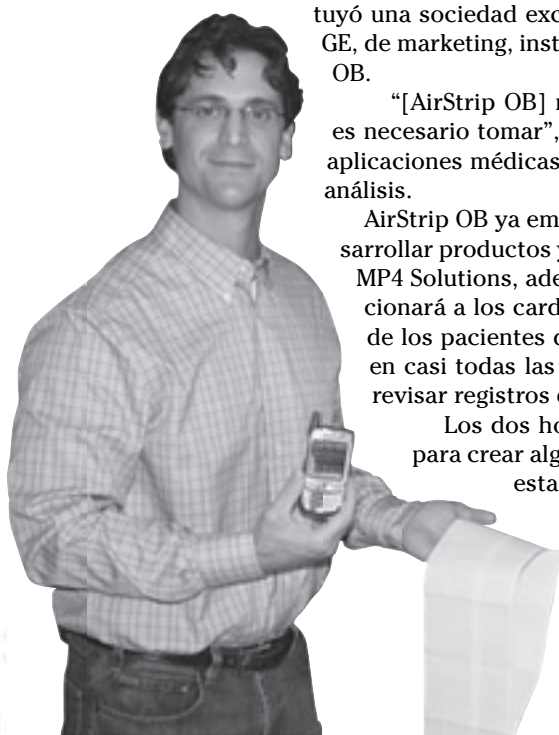 tuyó una sociedad exc
GE, de marketing, inst
OB.
“[AirStrip OB] 
es necesario tomar”,
aplicaciones médicas
análisis.
AirStrip OB ya em
sarrollar productos
MP4 Solutions, ade
cionará a los card
de los pacientes
en casi todas las
revisar registros
Los dos ho
para crear alg
esta